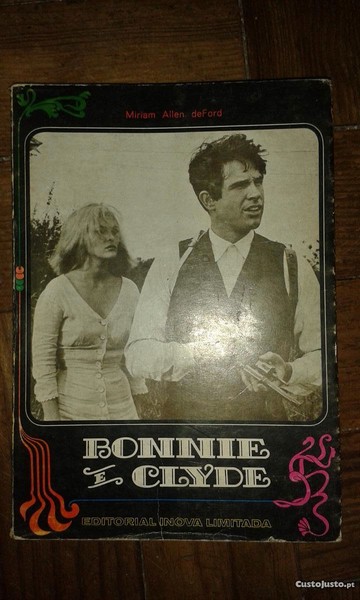 Miriam Allen deFord
BONNIE
E CLYDE
EDITORIAL INOVA LIMITADA
CustoJusto.pt